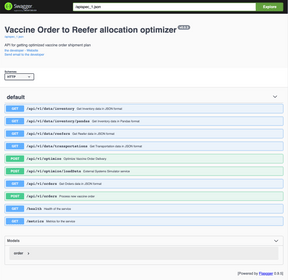 Swagger
/apispec_1.json
Explore
Vaccine Order to Reefer allocation optimizer
/apispec_1.json
API for getting optimized vaccine order shipment plan
the developer - Website
Send email to the developer
Schemes
HTTP
default
GET /api/v1/data/inventory Get Inventory data in JSON format
GET /api/v1/data/inventory/pandas Get Inventory data in Pandas format
GET /api/v1/data/reefers Get Reefer data in JSON format
GET /api/v1/data/transportations Get Transportations data in JSON format
POST /api/v1/optimize Optimize Vaccine Order Delivery
POST /api/v1/optimize/loaddata External Systems Simulator service
GET /api/v1/orders Get Orders data in JSON format
POST /api/v1/orders Process new vaccine order
GET /health Health of the service
GET /metrics Metrics for the service
Models
order
[Powered by Flasgger 0.9.5]